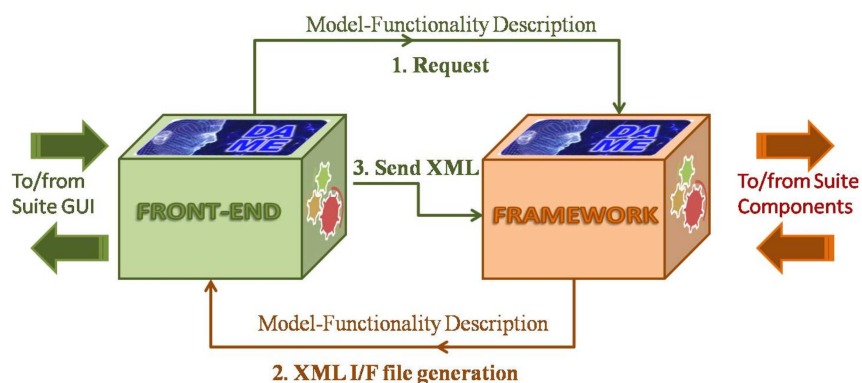 Model-Functionality Description
1. Request
DA
ME
DA
ME
To/from
Suite GUI
FRONT-END
3. Send XML
FRAMEWORK
To/from Suite
Components
Model-Functionality Description
2. XML I/F file generation